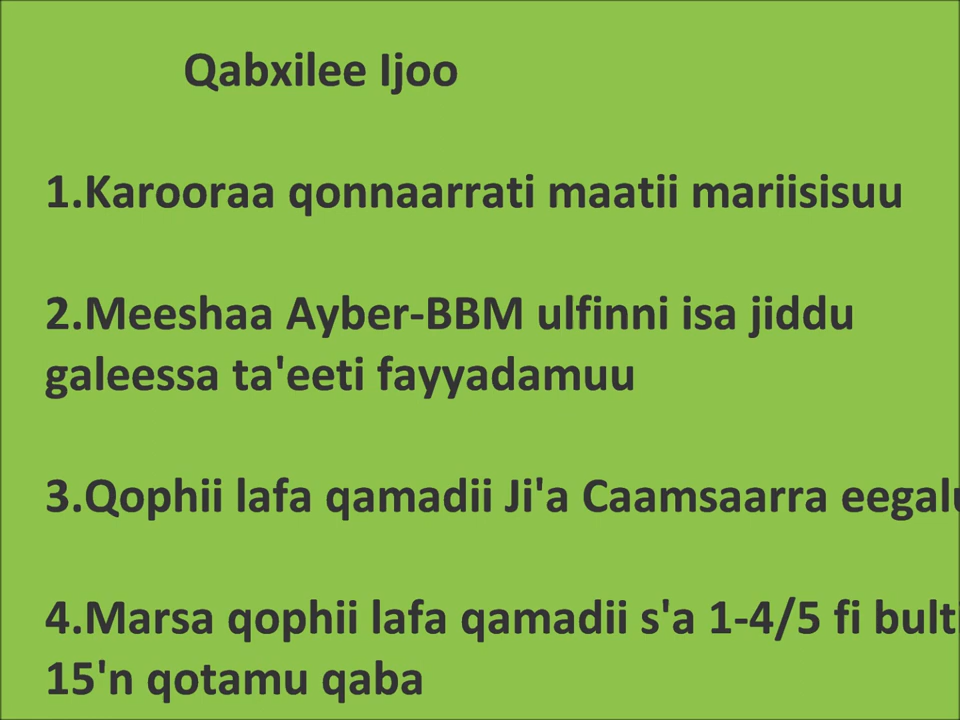 Qabxilee Ijoo
1.Karooraa qonnaarrati maatii mariisisuu
2.Meeshaa Ayber-BBM ulfinni isa jiddu
galeessa ta'eeti fayyadamuu
3.Qophii lafa qamadii Ji'a Caamsaarra
4.Marsa qophii lafa qamadii s'a 1-4/5 fi
15'n qotamu qaba